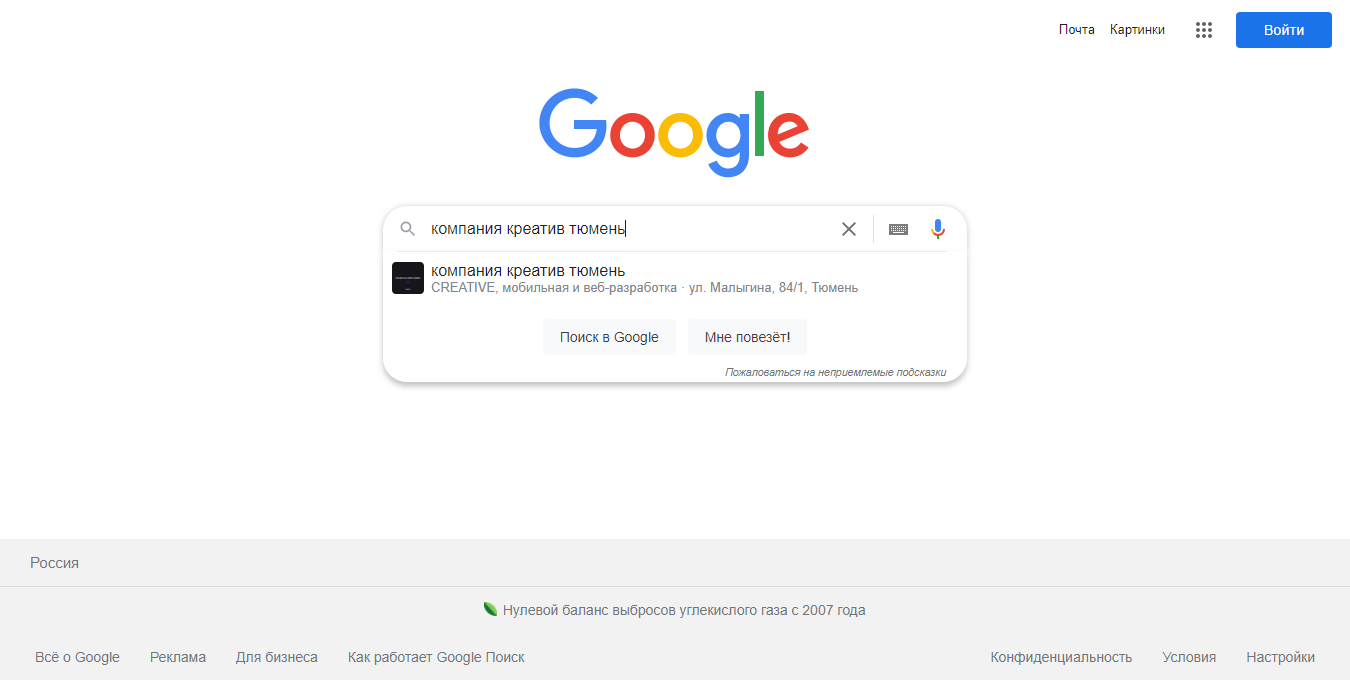 Почта Картинки Войти
Google
компания креатив тюмень
компания креатив тюмень
CREATIVE, мобильная и веб-разработка · ул. Малыгина, 84/1, Тюмень
Поиск в Google Мне повезёт!
Пожаловаться на неприемлемые подсказки
Россия
Нулевой баланс выбросов углекислого газа с 2007 года
Всё о Google Реклама Для бизнеса Как работает Google Поиск Конфиденциальность Условия Настройки